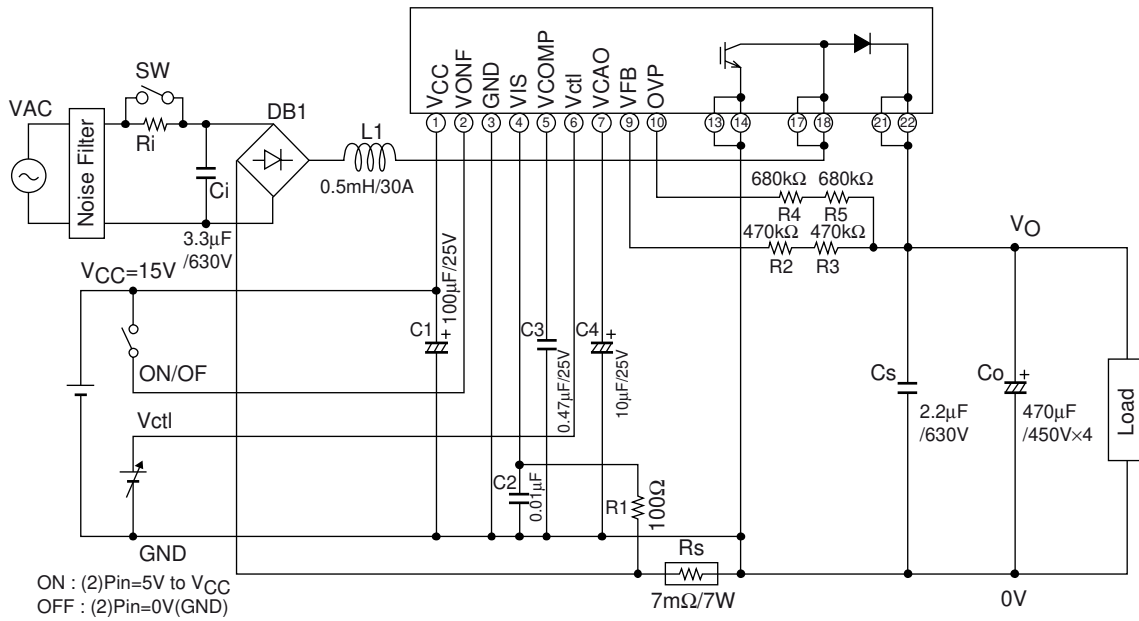 VCC
VONF
GND
VIS
VCOMP
Vctl
VCAO
VFB
OVP
1
2
3
4
5
6
7
9
10
13
14
17
18
21
22
SW
VAC
Noise Filter
Ri
Ci
3.3μF
/630V
DB1
L1
0.5mH/30A
680kΩ
680kΩ
R4
R5
470kΩ
470kΩ
R2
R3
VO
VCC=15V
100μF/25V
C1
+
C3
0.47μF/25V
C4
+
10μF/25V
ON/OF
Vctl
C2
0.01μF
R1
100Ω
Cs
2.2μF
/630V
Co
+
470μF
/450V×4
Load
GND
Rs
7mΩ/7W
0V
ON : (2)Pin=5V to VCC
OFF : (2)Pin=0V(GND)